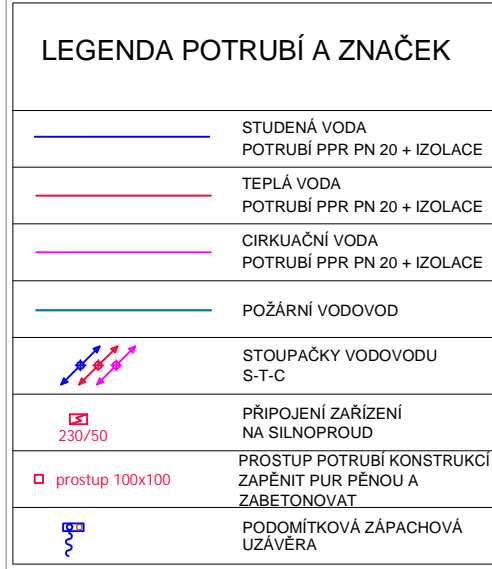 LEGENDA POTRUBÍ A ZNAČEK
STUDENÁ VODA
POTRUBÍ PPR PN 20 + IZOLACE
TEPLÁ VODA
POTRUBÍ PPR PN 20 + IZOLACE
CIRKUAČNÍ VODA
POTRUBÍ PPR PN 20 + IZOLACE
POŽÁRNÍ VODOVOD
STOUPAČKY VODOVODU
S-T-C
230/50
PŘIPOJENÍ ZAŘÍZENÍ
NA SILNOPROUD
prostup 100x100
PROSTUP POTRUBÍ KONSTRUKCÍ
ZAPĚNIT PUR PĚNOU A
ZABETONOVAT
PODOMÍTKOVÁ ZÁPACHOVÁ
UZÁVĚRA